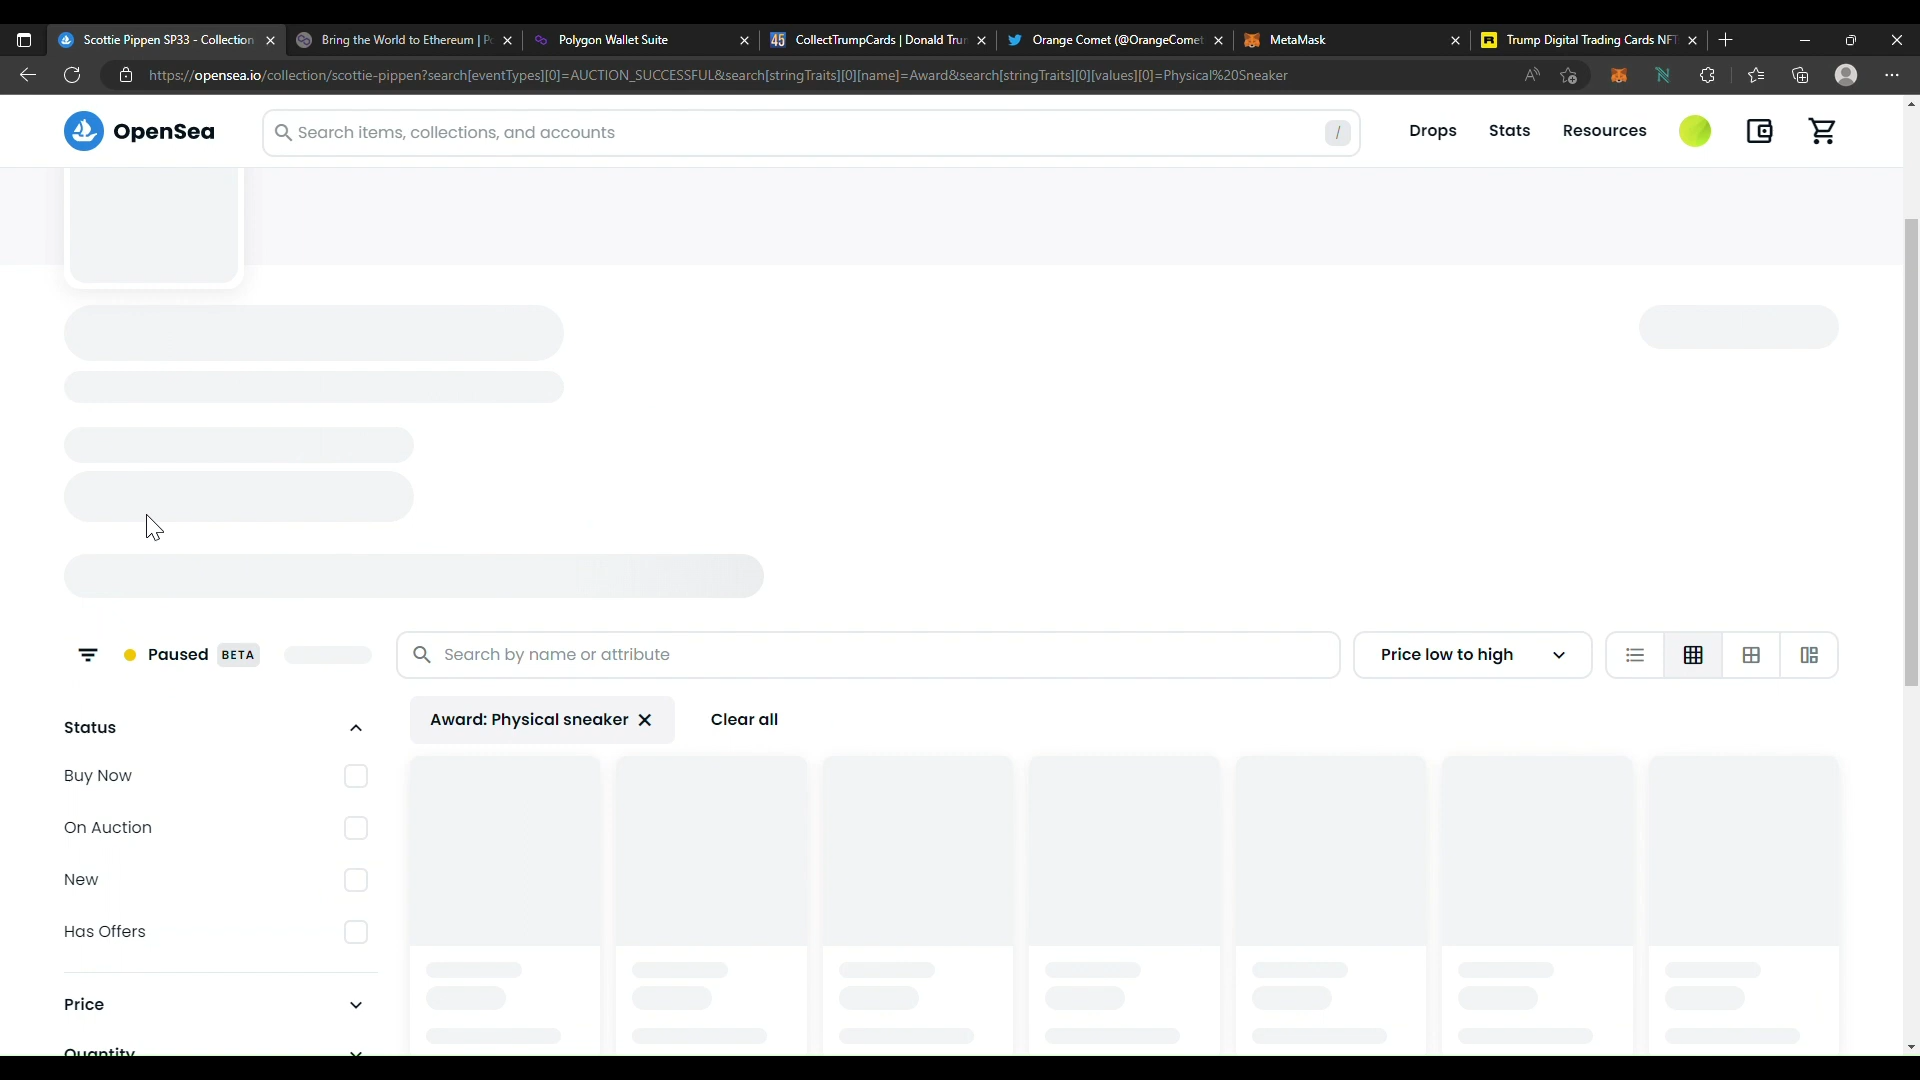 Scottie Pippen SP33 - Collection
Bring the World to Ethereum | Po
Polygon Wallet Suite
CollectTrumpCards | Donald Trum
Orange Comet (@OrangeComet
MetaMask
Trump Digital Trading Cards NFT
https://opensea.io/collection/scottie-pippen?search[eventTypes][0]=AUCTION_SUCCESSFUL&search[stringTraits][0][name]=Award&search[stringTraits][0][values][0]=Physical%20Sneaker
OpenSea
Search items, collections, and accounts
/
Drops
Stats
Resources
Paused BETA
Search by name or attribute
Price low to high
Status
Award: Physical sneaker
Clear all
Buy Now
On Auction
New
Has Offers
Price
Quantity